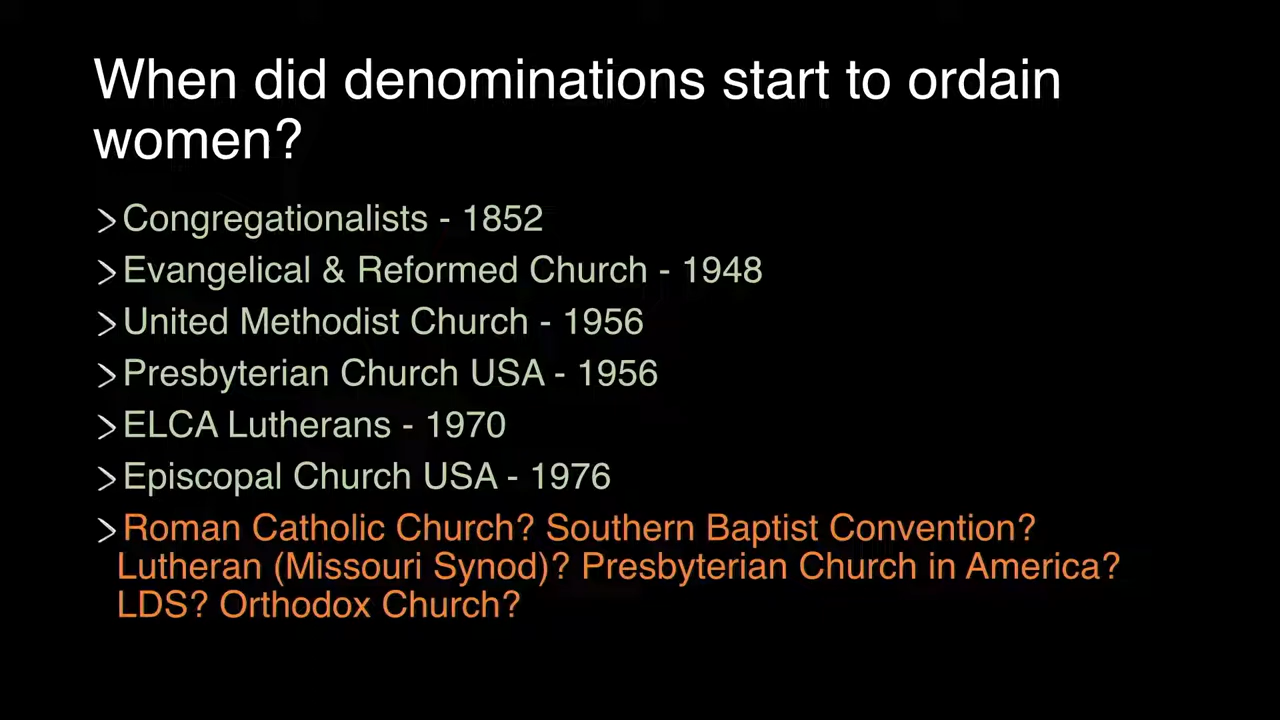 When did denominations start to ordain
women?
>Congregationalists - 1852
>Evangelical & Reformed Church - 1948
>United Methodist Church - 1956
>Presbyterian Church USA - 1956
>ELCA Lutherans - 1970
>Episcopal Church USA - 1976
>Roman Catholic Church? Southern Baptist Convention?
Lutheran (Missouri Synod)? Presbyterian Church in America?
LDS? Orthodox Church?